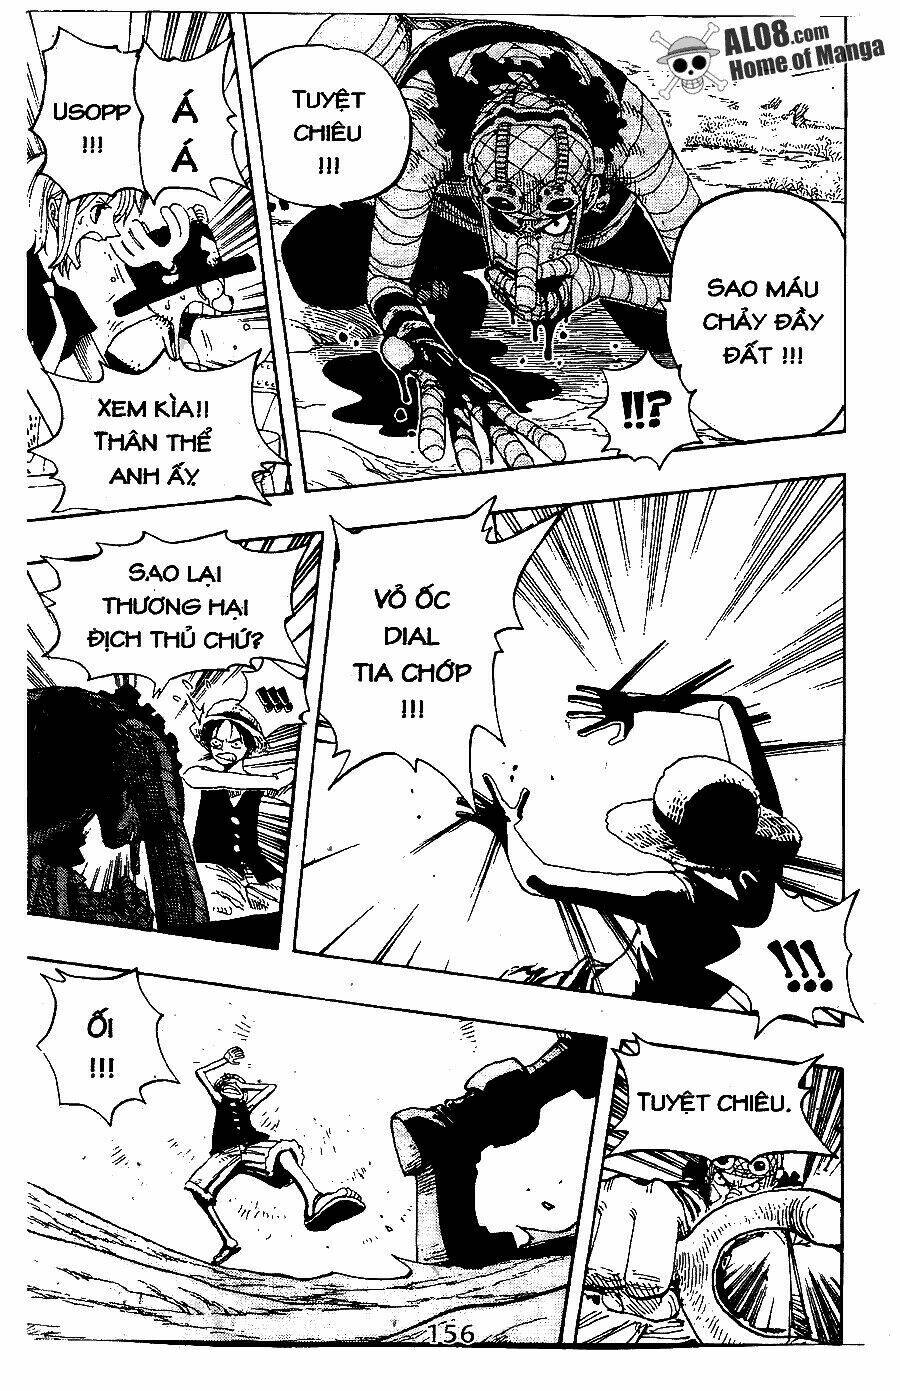 AL08.com
Home of Manga
SAO MÁU
CHẢY ĐẦY
ĐẤT !!!
!!?
TUYỆT
CHIÊU
!!!
Á
Á
USOPP
!!!
XEM KÌA!!
THÂN THỂ
ANH ẤY.
VỎ ỐC
DIAL
TIA CHỚP
!!!
!!!
SAO LẠI
THƯƠNG HẠI
ĐỊCH THỦ CHỨ?
!!!
TUYỆT CHIÊU.
ỐI
!!!
156